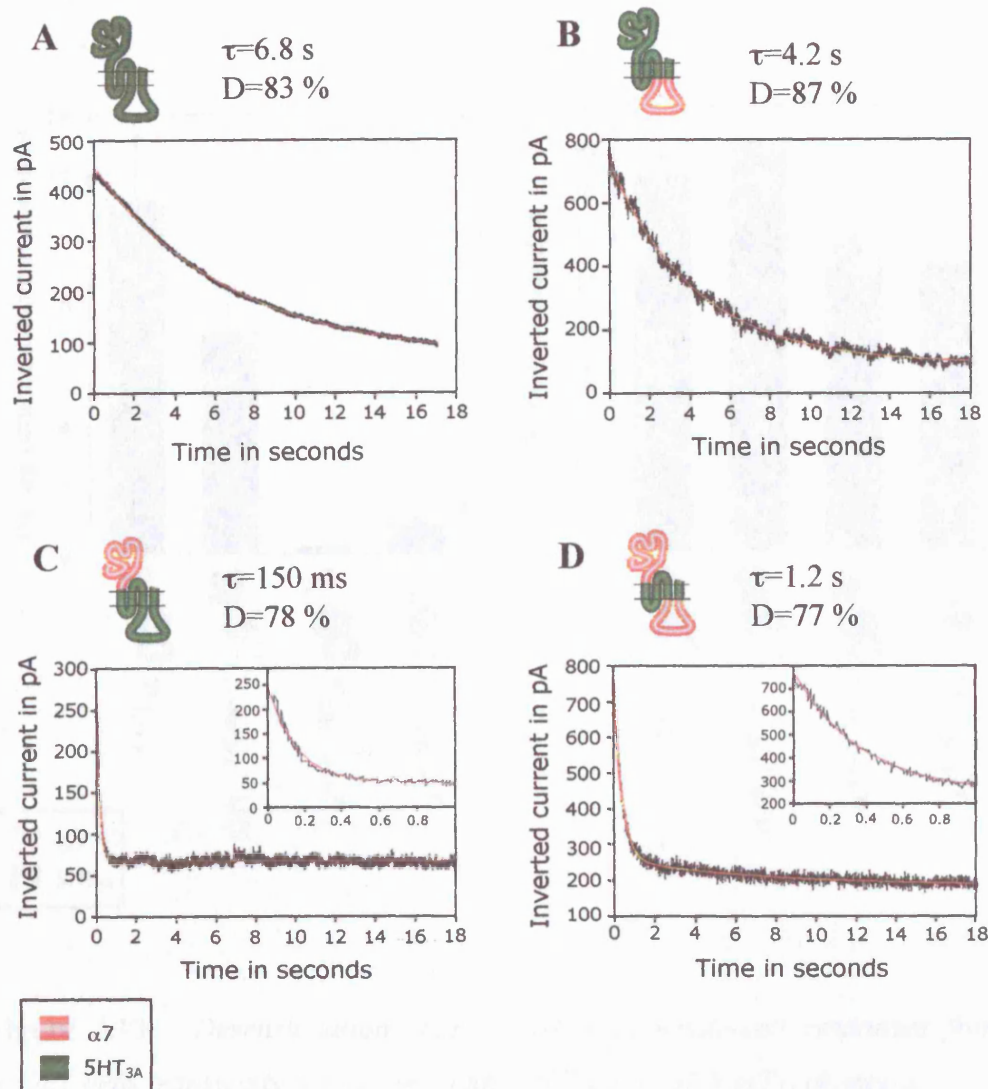 A
τ=6.8 s
D=83 %
500
400
300
200
100
0
Inverted current in pA
0 2 4 6 8 10 12 14 16 18
Time in seconds
B
τ=4.2 s
D=87 %
800
600
400
200
0
Inverted current in pA
0 2 4 6 8 10 12 14 16 18
Time in seconds
C
τ=150 ms
D=78 %
300
250
200
150
100
50
0
Inverted current in pA
0 2 4 6 8 10 12 14 16 18
Time in seconds
250
200
150
100
50
0
0 0.2 0.4 0.6 0.8
D
τ=1.2 s
D=77 %
800
700
600
500
400
300
200
100
Inverted current in pA
0 2 4 6 8 10 12 14 16 18
Time in seconds
700
600
500
400
300
200
0 0.2 0.4 0.6 0.8
α7
5HT3A